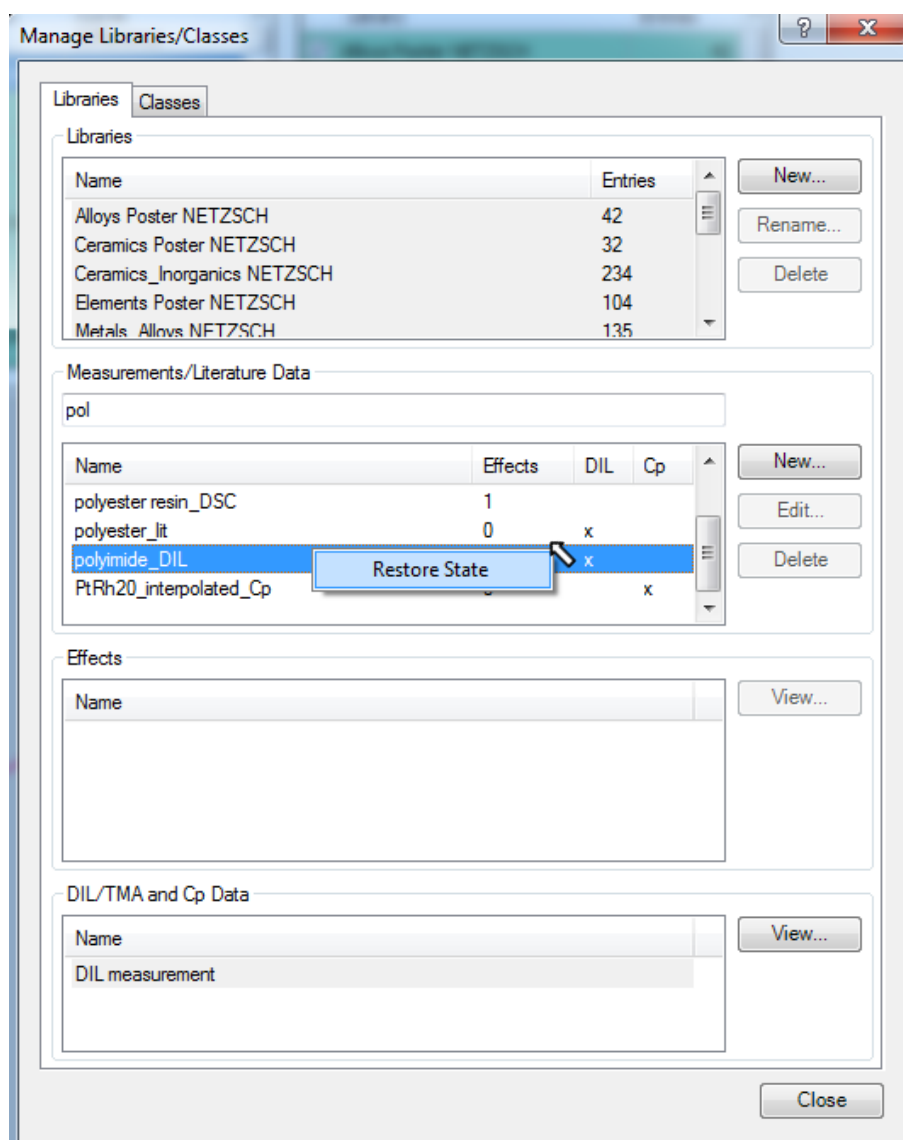 Manage Libraries/Classes
Libraries Classes
Libraries
Name Entries New...
Alloys Poster NETZSCH 42 Rename...
Ceramics Poster NETZSCH 32
Ceramics_Inorganics NETZSCH 234 Delete
Elements Poster NETZSCH 104
Metals_Alloys NETZSCH 135
Measurements/Literature Data
pol
Name Effects DIL Cp New...
polyester resin_DSC 1 Edit...
polyester_lit 0 x
polyimide_DIL x Delete
Restore State
PtRh20_interpolated_Cp x
Effects
Name View...
DIL/TMA and Cp Data
Name View...
DIL measurement
Close